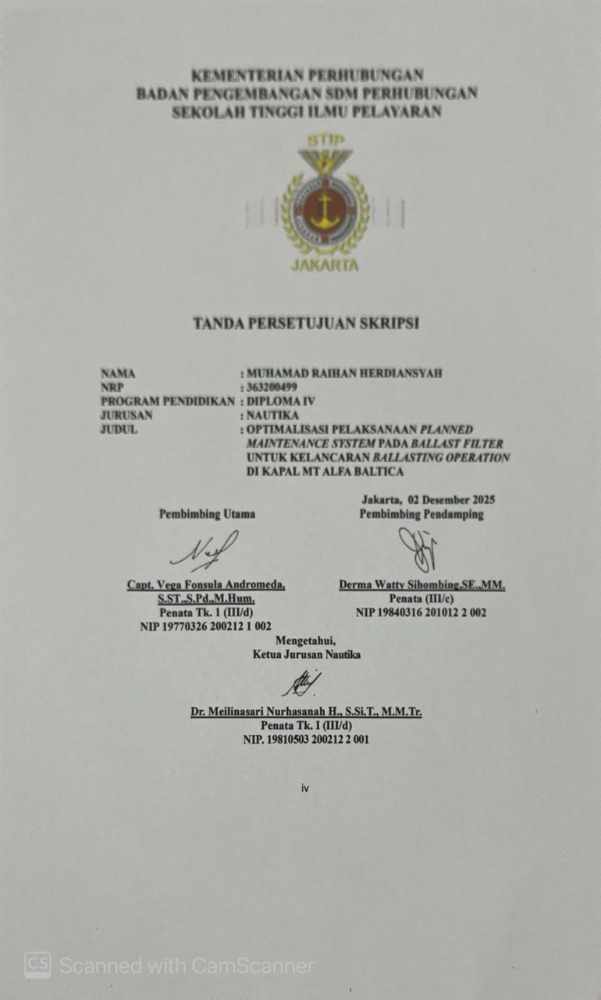 KEMENTERIAN PERHUBUNGAN
BADAN PENGEMBANGAN SDM PERHUBUNGAN
SEKOLAH TINGGI ILMU PELAYARAN
STIP
JAKARTA
TANDA PERSETUJUAN SKRIPSI
NAMA : MUHAMAD RAIHAN HERDIANSYAH
NRP : 363200499
PROGRAM PENDIDIKAN : DIPLOMA IV
JURUSAN : NAUTIKA
JUDUL : OPTIMALISASI PELAKSANAAN PLANNED
MAINTENANCE SYSTEM PADA BALLAST FILTER
UNTUK KELANCARAN BALLASTING OPERATION
DI KAPAL MT ALFA BALTICA
Jakarta, 02 Desember 2025
Pembimbing Utama
Pembimbing Pendamping
Capt. Vega Fonsula Andromeda,
S.ST.,S.Pd.,M.Hum.
Penata Tk. 1 (III/d)
NIP 19770326 200212 1 002
Derma Watty Sihombing,SE.,MM.
Penata (III/c)
NIP 19840316 201012 2 002
Mengetahui,
Ketua Jurusan Nautika
Dr. Meilinasari Nurhasanah H., S.Si.T., M.M.Tr.
Penata Tk. I (III/d)
NIP. 19810503 200212 2 001
iv
CS Scanned with CamScanner